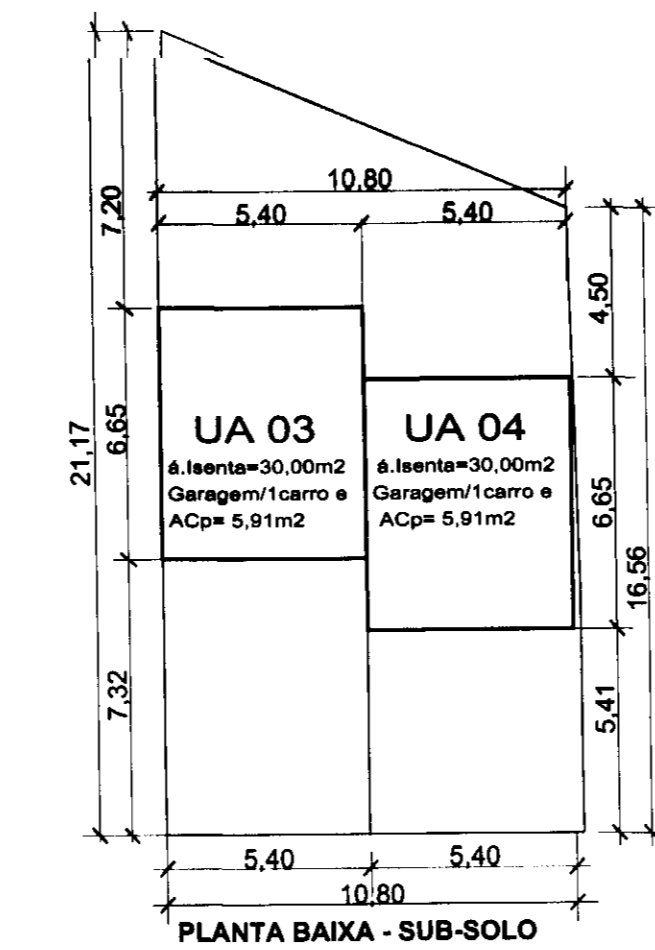 10,80
5,40 5,40
7,20
4,50
21,17
6,65
UA 03
á.Isenta=30,00m2
Garagem/1carro e
ACp= 5,91m2
UA 04
á.Isenta=30,00m2
Garagem/1carro e
ACp= 5,91m2
6,65
16,56
7,32
5,41
5,40 5,40
10,80
PLANTA BAIXA - SUB-SOLO